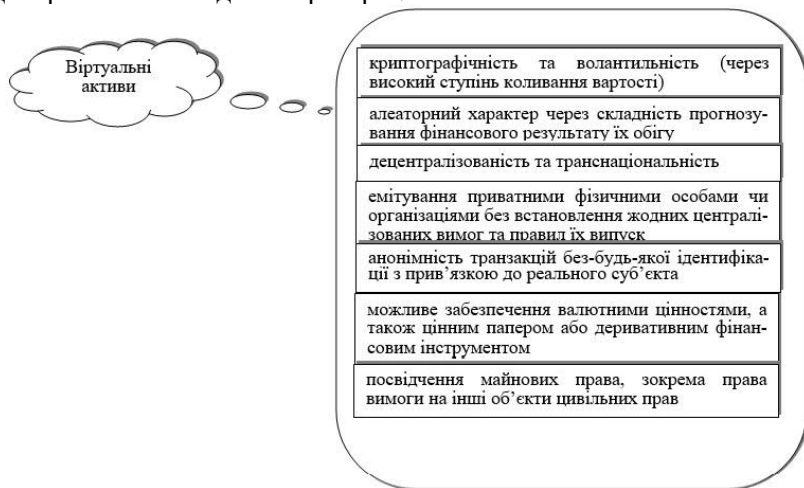 Віртуальні
активи
криптографічність та волантильність (через
високий ступінь коливання вартості)
алеаторний характер через складність прогнозу-
вання фінансового результату їх обігу
децентралізованість та транснаціональність
емітування приватними фізичними особами чи
організаціями без встановлення жодних централі-
зованих вимог та правил їх випуск
анонімність транзакцій без-будь-якої ідентифіка-
ції з прив’язкою до реального суб’єкта
можливе забезпечення валютними цінностями, а
також цінним папером або деривативним фінан-
совим інструментом
посвідчення майнових права, зокрема права
вимоги на інші об’єкти цивільних прав